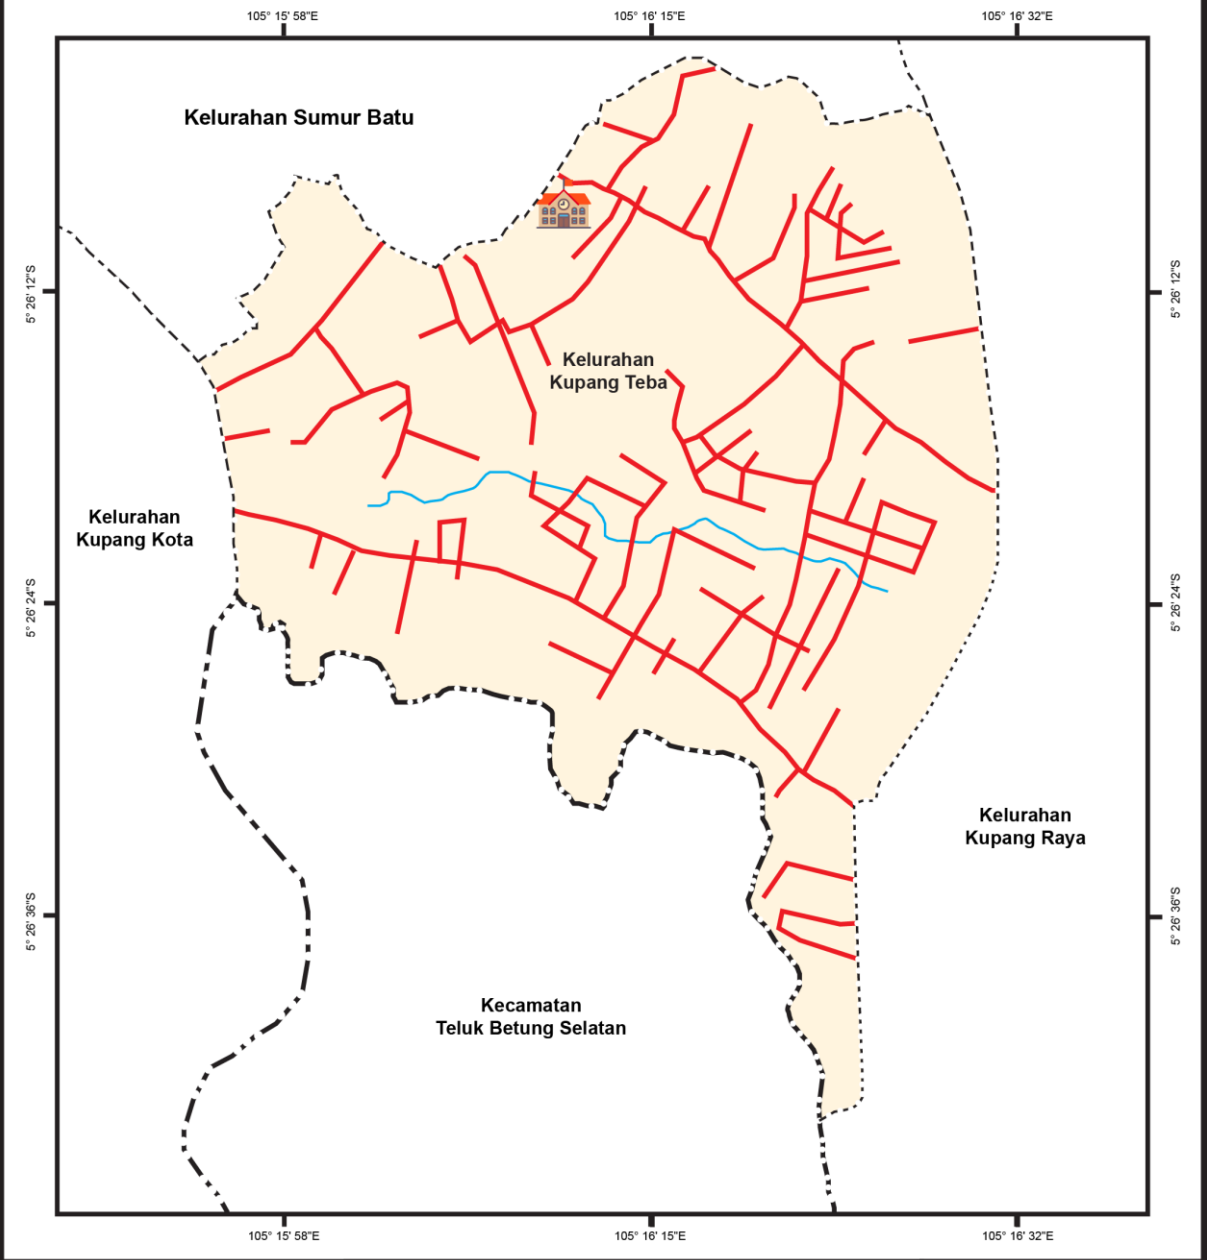 105° 15' 58"E
105° 16' 15"E
105° 16' 32"E
Kelurahan Sumur Batu
5° 26' 12"S
5° 26' 12"S
Kelurahan
Kupang Teba
Kelurahan
Kupang Kota
5° 26' 24"S
5° 26' 24"S
Kelurahan
Kupang Raya
5° 26' 36"S
5° 26' 36"S
Kecamatan
Teluk Betung Selatan
105° 15' 58"E
105° 16' 15"E
105° 16' 32"E